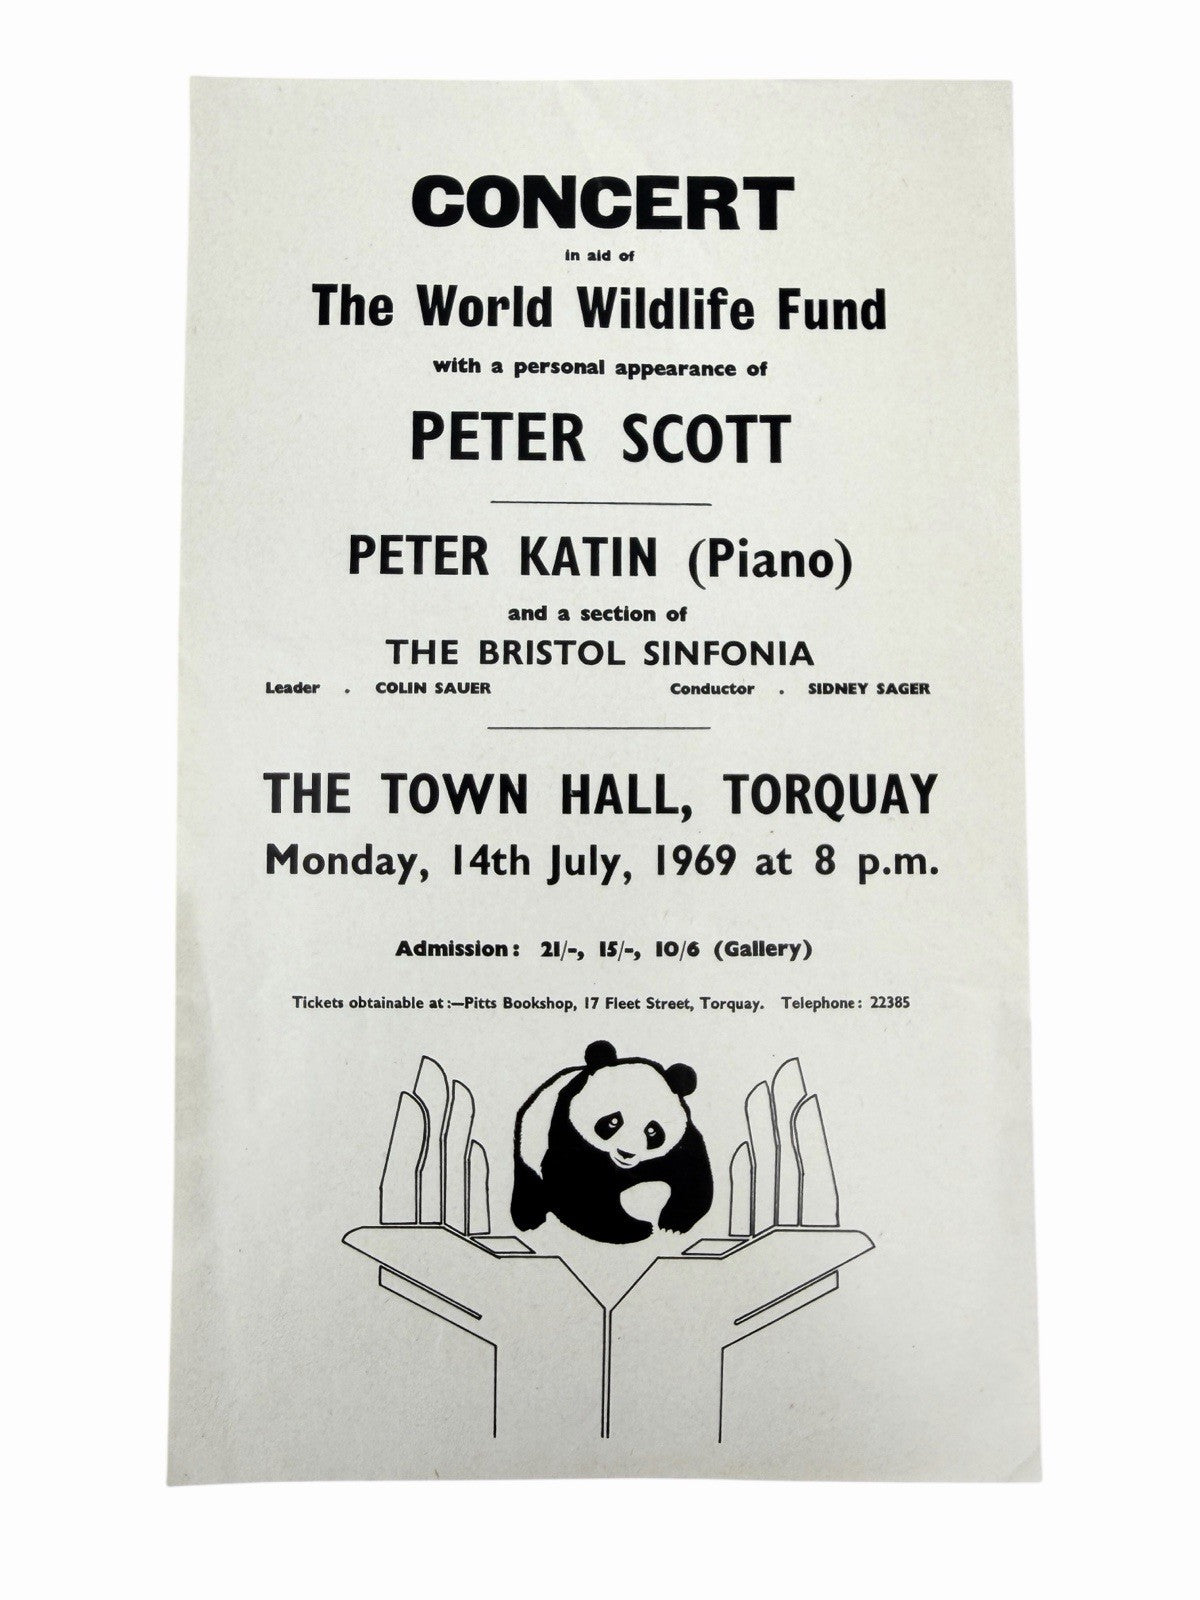 CONCERT
in aid of
The World Wildlife Fund
with a personal appearance of
PETER SCOTT
PETER KATIN (Piano)
and a section of
THE BRISTOL SINFONIA
Leader . COLIN SAUER Conductor . SIDNEY SAGER
THE TOWN HALL, TORQUAY
Monday, 14th July, 1969 at 8 p.m.
Admission: 21/-, 15/-, 10/6 (Gallery)
Tickets obtainable at:—Pitts Bookshop, 17 Fleet Street, Torquay. Telephone: 22385